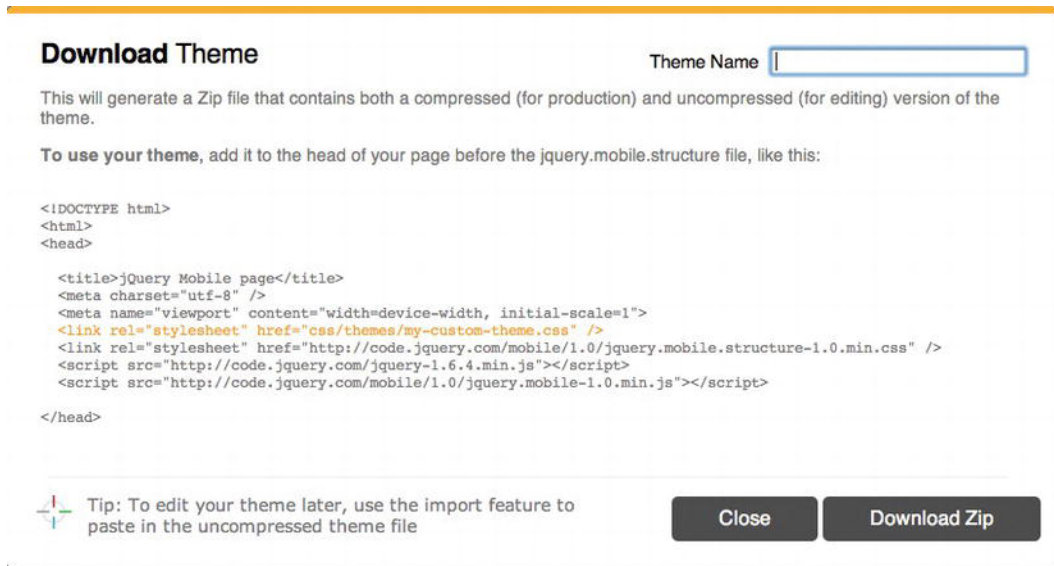 Download Theme
Theme Name
This will generate a Zip file that contains both a compressed (for production) and uncompressed (for editing) version of the
theme.
To use your theme, add it to the head of your page before the jquery.mobile.structure file, like this:
<!DOCTYPE html>
<html>
<head>
<title>jQuery Mobile page</title>
<meta charset="utf-8" />
<meta name="viewport" content="width=device-width, initial-scale=1">
<link rel="stylesheet" href="css/themes/my-custom-theme.css" />
<link rel="stylesheet" href="http://code.jquery.com/mobile/1.0/jquery.mobile.structure-1.0.min.css" />
<script src="http://code.jquery.com/jquery-1.6.4.min.js"></script>
<script src="http://code.jquery.com/mobile/1.0/jquery.mobile-1.0.min.js"></script>
</head>
Tip: To edit your theme later, use the import feature to
paste in the uncompressed theme file
Close
Download Zip